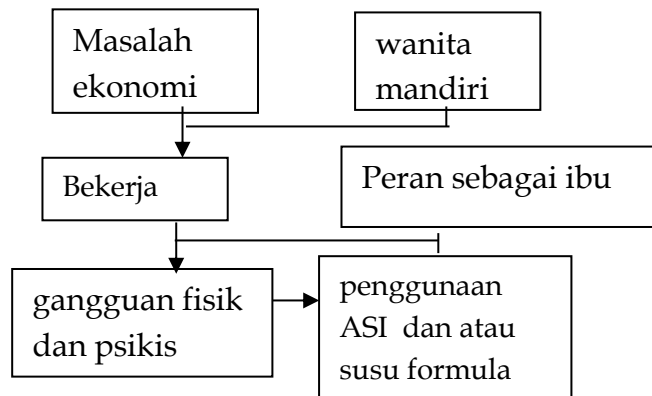 Masalah
ekonomi
wanita
mandiri
Bekerja
Peran sebagai ibu
gangguan fisik
dan psikis
penggunaan
ASI dan atau
susu formula